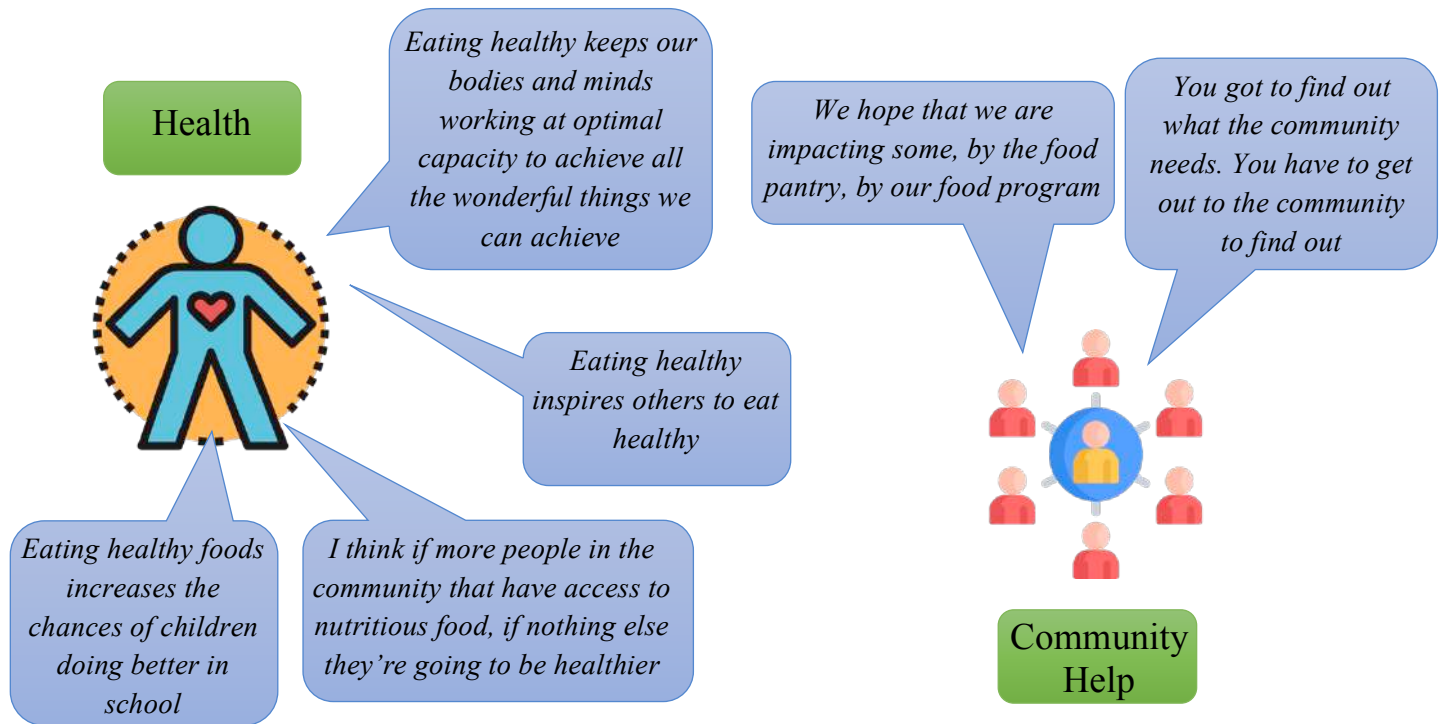 Health
Eating healthy keeps our
bodies and minds
working at optimal
capacity to achieve all
the wonderful things we
can achieve
Eating healthy
inspires others to eat
healthy
Eating healthy foods
increases the
chances of children
doing better in
school
I think if more people in the
community that have access to
nutritious food, if nothing else
they’re going to be healthier
We hope that we are
impacting some, by the food
pantry, by our food program
You got to find out
what the community
needs. You have to get
out to the community
to find out
Community
Help